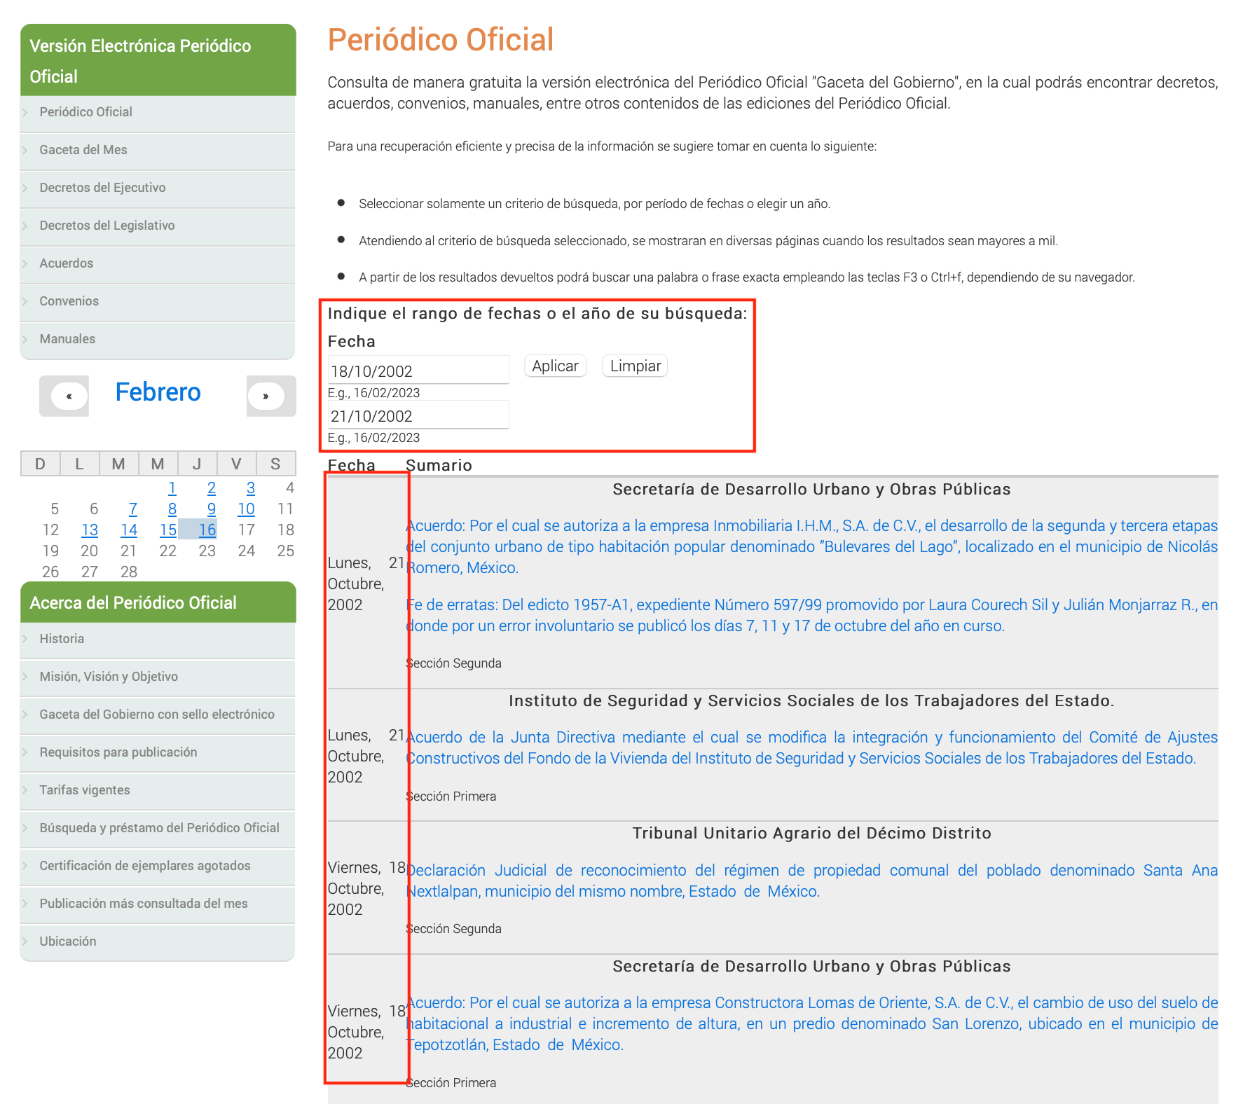 Versión Electrónica Periódico
Oficial
Periódico Oficial
Gaceta del Mes
Decretos del Ejecutivo
Decretos del Legislativo
Acuerdos
Convenios
Manuales
« Febrero »
D L M M J V S
1 2 3 4
5 6 7 8 9 10 11
12 13 14 15 16 17 18
19 20 21 22 23 24 25
26 27 28
Acerca del Periódico Oficial
Historia
Misión, Visión y Objetivo
Gaceta del Gobierno con sello electrónico
Requisitos para publicación
Tarifas vigentes
Búsqueda y préstamo del Periódico Oficial
Certificación de ejemplares agotados
Publicación más consultada del mes
Ubicación
Periódico Oficial
Consulta de manera gratuita la versión electrónica del Periódico Oficial "Gaceta del Gobierno", en la cual podrás encontrar decretos,
acuerdos, convenios, manuales, entre otros contenidos de las ediciones del Periódico Oficial.
Para una recuperación eficiente y precisa de la información se sugiere tomar en cuenta lo siguiente:
● Seleccionar solamente un criterio de búsqueda, por período de fechas o elegir un año.
● Atendiendo al criterio de búsqueda seleccionado, se mostraran en diversas páginas cuando los resultados sean mayores a mil.
● A partir de los resultados devueltos podrá buscar una palabra o frase exacta empleando las teclas F3 o Ctrl+f, dependiendo de su navegador.
Indique el rango de fechas o el año de su búsqueda:
Fecha
18/10/2002 Aplicar Limpiar
E.g., 16/02/2023
21/10/2002
E.g., 16/02/2023
Fecha Sumario
Lunes, 21
Octubre,
2002
Secretaría de Desarrollo Urbano y Obras Públicas
Acuerdo: Por el cual se autoriza a la empresa Inmobiliaria I.H.M., S.A. de C.V., el desarrollo de la segunda y tercera etapas
del conjunto urbano de tipo habitación popular denominado "Bulevares del Lago", localizado en el municipio de Nicolás
Romero, México.
Fe de erratas: Del edicto 1957-A1, expediente Número 597/99 promovido por Laura Courech Sil y Julián Monjarraz R., en
donde por un error involuntario se publicó los días 7, 11 y 17 de octubre del año en curso.
Sección Segunda
Lunes, 21
Octubre,
2002
Instituto de Seguridad y Servicios Sociales de los Trabajadores del Estado.
Acuerdo de la Junta Directiva mediante el cual se modifica la integración y funcionamiento del Comité de Ajustes
Constructivos del Fondo de la Vivienda del Instituto de Seguridad y Servicios Sociales de los Trabajadores del Estado.
Sección Primera
Viernes, 18
Octubre,
2002
Tribunal Unitario Agrario del Décimo Distrito
Declaración Judicial de reconocimiento del régimen de propiedad comunal del poblado denominado Santa Ana
Nextlalpan, municipio del mismo nombre, Estado de México.
Sección Segunda
Viernes, 18
Octubre,
2002
Secretaría de Desarrollo Urbano y Obras Públicas
Acuerdo: Por el cual se autoriza a la empresa Constructora Lomas de Oriente, S.A. de C.V., el cambio de uso del suelo de
habitacional a industrial e incremento de altura, en un predio denominado San Lorenzo, ubicado en el municipio de
Tepotzotlán, Estado de México.
Sección Primera